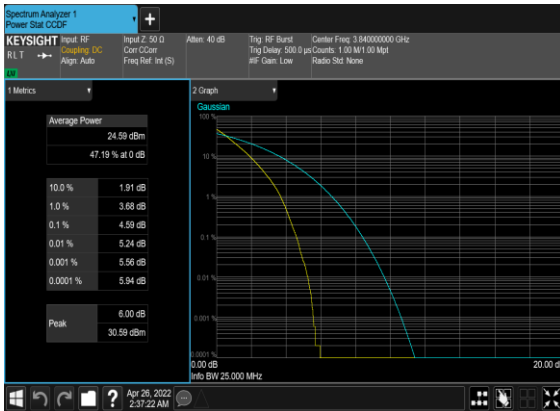 Spectrum Analyzer 1
Power Stat CCDF
+
KEYSIGHT
RLT
LM
Input: RF
Coupling: DC
Align: Auto
Input Z: 50 Ω
Corr CCorr
Freq Ref: Int (S)
Atten: 40 dB
Trig: RF Burst
Trig Delay: 500.0 µs
#IF Gain: Low
Center Freq: 3.840000000 GHz
Counts: 1.00 M/1.00 Mpt
Radio Std: None
1 Metrics
Average Power
24.59 dBm
47.19 % at 0 dB
10.0 % 1.91 dB
1.0 % 3.68 dB
0.1 % 4.59 dB
0.01 % 5.24 dB
0.001 % 5.56 dB
0.0001 % 5.94 dB
Peak
6.00 dB
30.59 dBm
2 Graph
Gaussian
100 %
10 %
1 %
0.1 %
0.01 %
0.001 %
0.0001 %
0.00 dB
20.00 dB
Info BW 25.000 MHz
?
Apr 26, 2022
2:37:22 AM